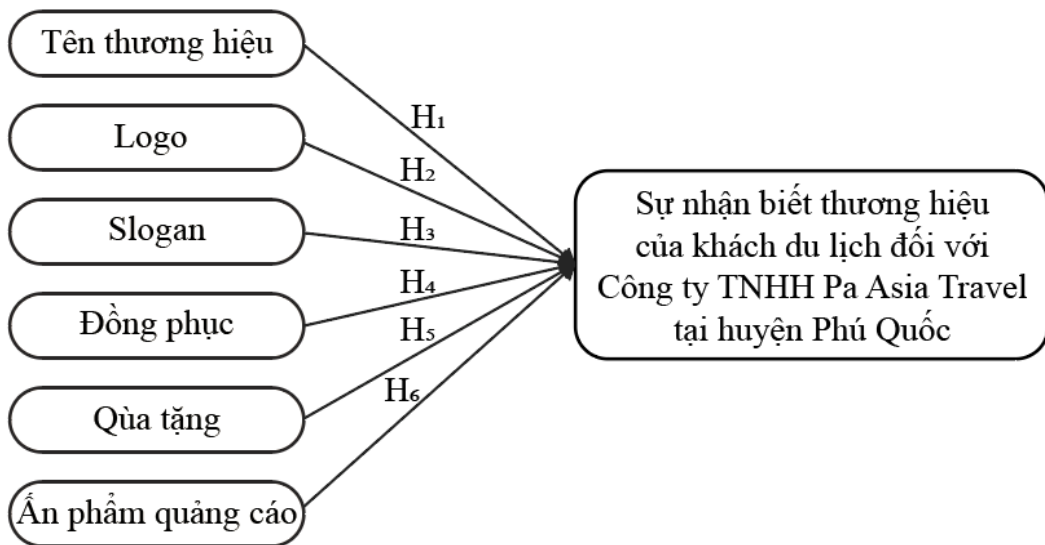 Tên thương hiệu
Logo
Slogan
Đồng phục
Qùa tặng
Ấn phẩm quảng cáo
H₁
H₂
H₃
H₄
H₅
H₆
Sự nhận biết thương hiệu
của khách du lịch đối với
Công ty TNHH Pa Asia Travel
tại huyện Phú Quốc